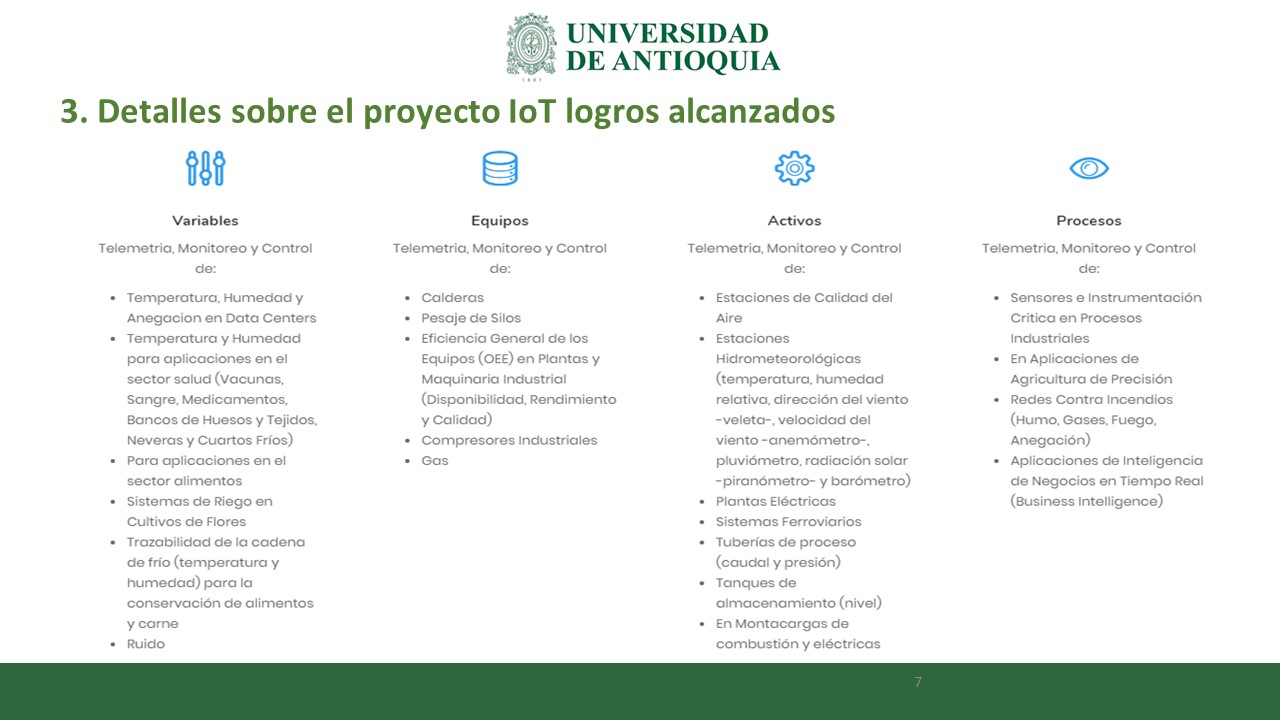 UNIVERSIDAD
DE ANTIOQUIA
1803
3. Detalles sobre el proyecto IoT logros alcanzados
Variables
Telemetria, Monitoreo y Control
de:
• Temperatura, Humedad y
Anegacion en Data Centers
• Temperatura y Humedad
para aplicaciones en el
sector salud (Vacunas,
Sangre, Medicamentos,
Bancos de Huesos y Tejidos,
Neveras y Cuartos Fríos)
• Para aplicaciones en el
sector alimentos
• Sistemas de Riego en
Cultivos de Flores
• Trazabilidad de la cadena
de frío (temperatura y
humedad) para la
conservación de alimentos
y carne
• Ruido
Equipos
Telemetria, Monitoreo y Control
de:
• Calderas
• Pesaje de Silos
• Eficiencia General de los
Equipos (OEE) en Plantas y
Maquinaria Industrial
(Disponibilidad, Rendimiento
y Calidad)
• Compresores Industriales
• Gas
Activos
Telemetria, Monitoreo y Control
de:
• Estaciones de Calidad del
Aire
• Estaciones
Hidrometeorológicas
(temperatura, humedad
relativa, dirección del viento
-veleta-, velocidad del
viento -anemómetro-,
pluviómetro, radiación solar
-piranómetro- y barómetro)
• Plantas Eléctricas
• Sistemas Ferroviarios
• Tuberías de proceso
(caudal y presión)
• Tanques de
almacenamiento (nivel)
• En Montacargas de
combustión y eléctricas
Procesos
Telemetria, Monitoreo y Control
de:
• Sensores e Instrumentación
Critica en Procesos
Industriales
• En Aplicaciones de
Agricultura de Precisión
• Redes Contra Incendios
(Humo, Gases, Fuego,
Anegación)
• Aplicaciones de Inteligencia
de Negocios en Tiempo Real
(Business Intelligence)
7